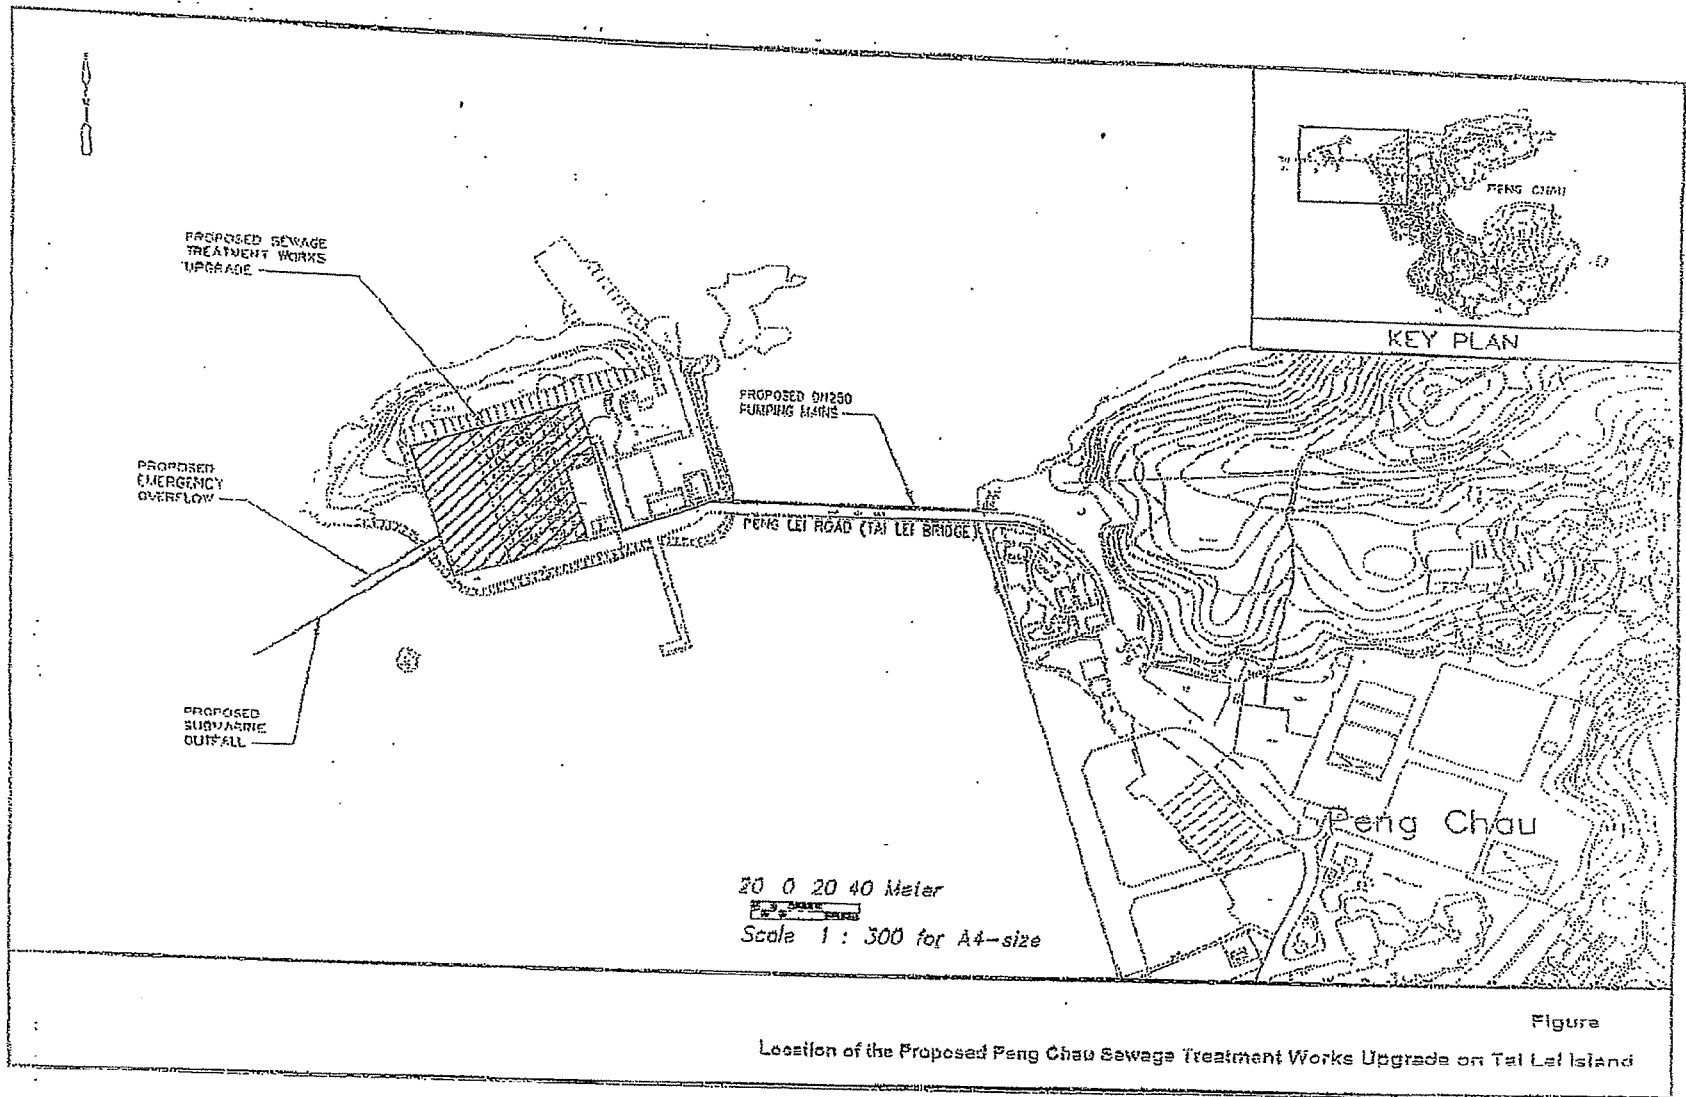 PROPOSED SEWAGE
TREATMENT WORKS
UPGRADE
PENG CHAU
KEY PLAN
PROPOSED DN250
PUMPING MAINS
PROPOSED
EMERGENCY
OVERFLOW
PENG LEI ROAD (TAI LEI BRIDGE)
PROPOSED
SUBMARINE
OUTFALL
Peng Chau
20 0 20 40 Meter
Scale 1 : 300 for A4-size
Figure
Location of the Proposed Peng Chau Sewage Treatment Works Upgrade on Tai Lei Island